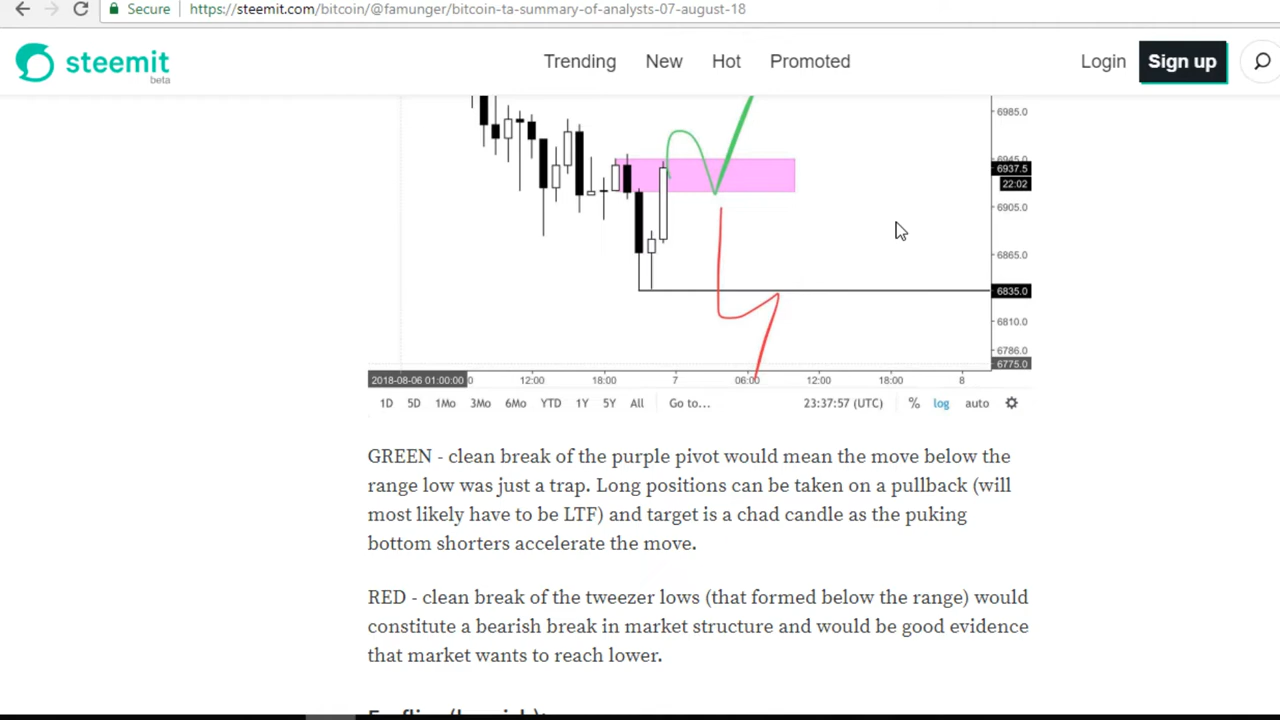 Secure https://steemit.com/bitcoin/@famunger/bitcoin-ta-summary-of-analysts-07-august-18
steemit
beta
Trending New Hot Promoted
Login Sign up
6985.0
6945.0
6937.5
22:02
6905.0
6865.0
6835.0
6810.0
6786.0
6775.0
2018-08-06 01:00:00 0 12:00 18:00 7 06:00 12:00 18:00 8
1D 5D 1Mo 3Mo 6Mo YTD 1Y 5Y All Go to... 23:37:57 (UTC) % log auto
GREEN - clean break of the purple pivot would mean the move below the
range low was just a trap. Long positions can be taken on a pullback (will
most likely have to be LTF) and target is a chad candle as the puking
bottom shorters accelerate the move.
RED - clean break of the tweezer lows (that formed below the range) would
constitute a bearish break in market structure and would be good evidence
that market wants to reach lower.